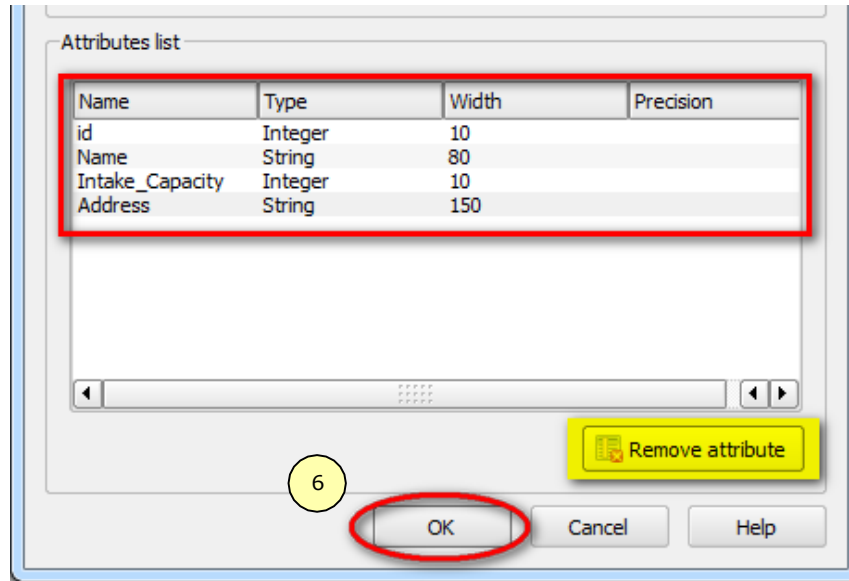 Attributes list
Name Type Width Precision
id Integer 10
Name String 80
Intake_Capacity Integer 10
Address String 150
Remove attribute
6
OK Cancel Help